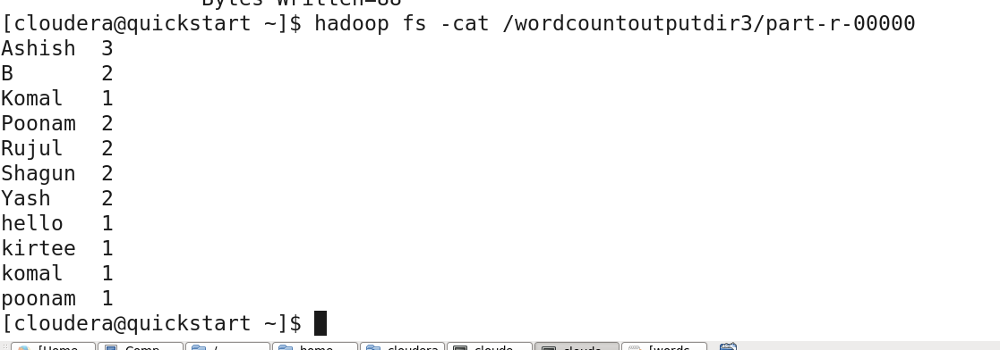 Bytes Written=88
[cloudera@quickstart ~]$ hadoop fs -cat /wordcountoutputdir3/part-r-00000
Ashish 3
B 2
Komal 1
Poonam 2
Rujul 2
Shagun 2
Yash 2
hello 1
kirtee 1
komal 1
poonam 1
[cloudera@quickstart ~]$